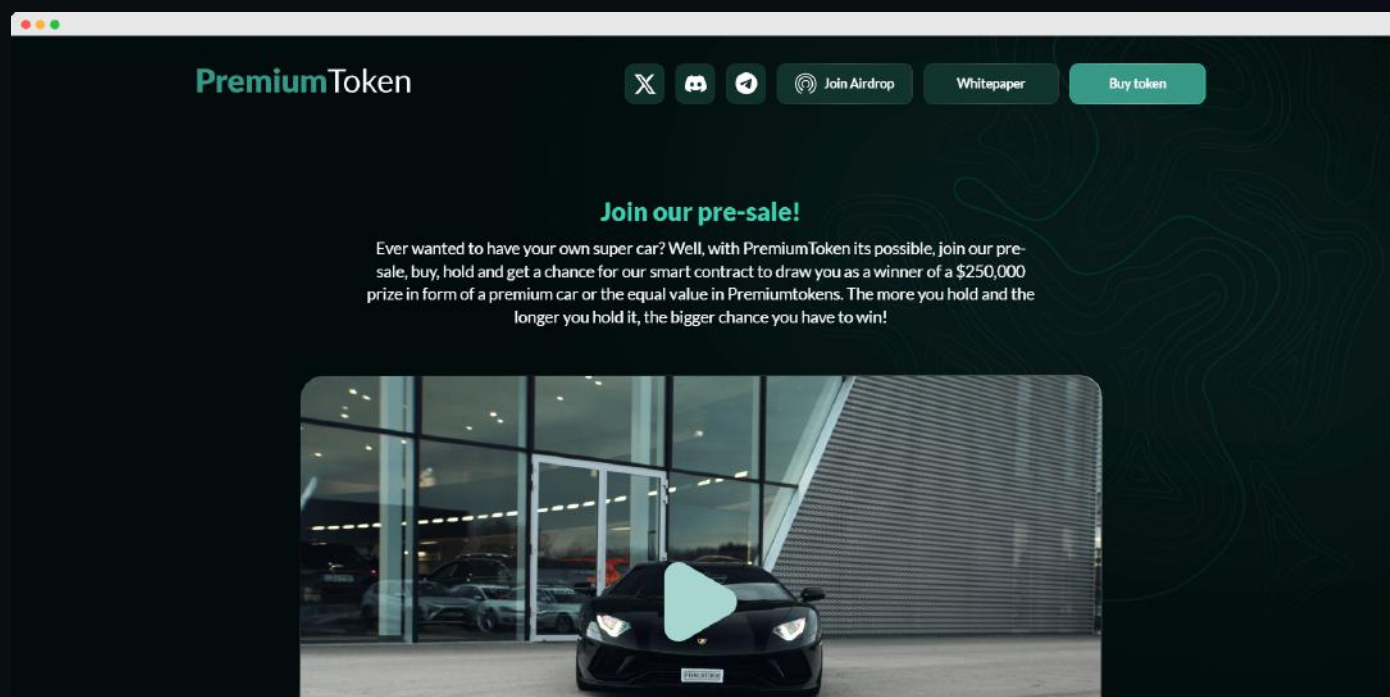 PremiumToken
Join Airdrop
Whitepaper
Buy token
Join our pre-sale!
Ever wanted to have your own super car? Well, with PremiumToken its possible, join our pre-
sale, buy, hold and get a chance for our smart contract to draw you as a winner of a $250,000
prize in form of a premium car or the equal value in Premiumtokens. The more you hold and the
longer you hold it, the bigger chance you have to win!